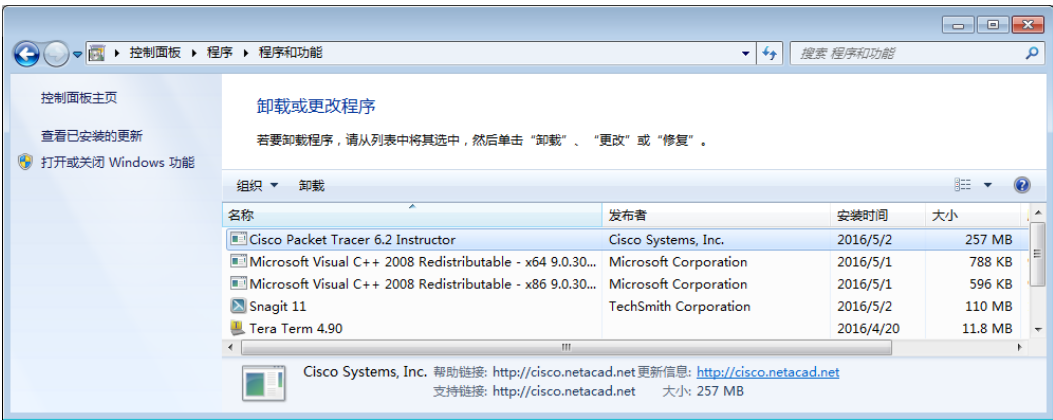 控制面板 ▸ 程序 ▸ 程序和功能
搜索 程序和功能
控制面板主页
查看已安装的更新
打开或关闭 Windows 功能
卸载或更改程序
若要卸载程序，请从列表中将其选中，然后单击“卸载”、“更改”或“修复”。
组织 卸载
名称 发布者 安装时间 大小
Cisco Packet Tracer 6.2 Instructor Cisco Systems, Inc. 2016/5/2 257 MB
Microsoft Visual C++ 2008 Redistributable - x64 9.0.30... Microsoft Corporation 2016/5/1 788 KB
Microsoft Visual C++ 2008 Redistributable - x86 9.0.30... Microsoft Corporation 2016/5/1 596 KB
Snagit 11 TechSmith Corporation 2016/5/2 110 MB
Tera Term 4.90 2016/4/20 11.8 MB
Cisco Systems, Inc. 帮助链接: http://cisco.netacad.net 更新信息: http://cisco.netacad.net
支持链接: http://cisco.netacad.net 大小: 257 MB